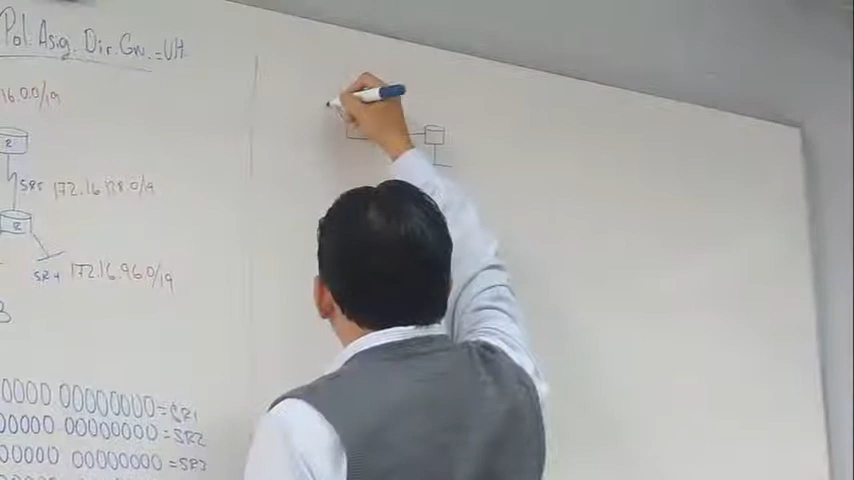 Pol. Asig. Dir. Gw. = UH
16.0.0/19
R
SR5 172.16.128.0/19
R
SR4 172.16.96.0/19
0000 00000000 = SR1
00000 00000000 = SR2
00000 00000000 = SR3